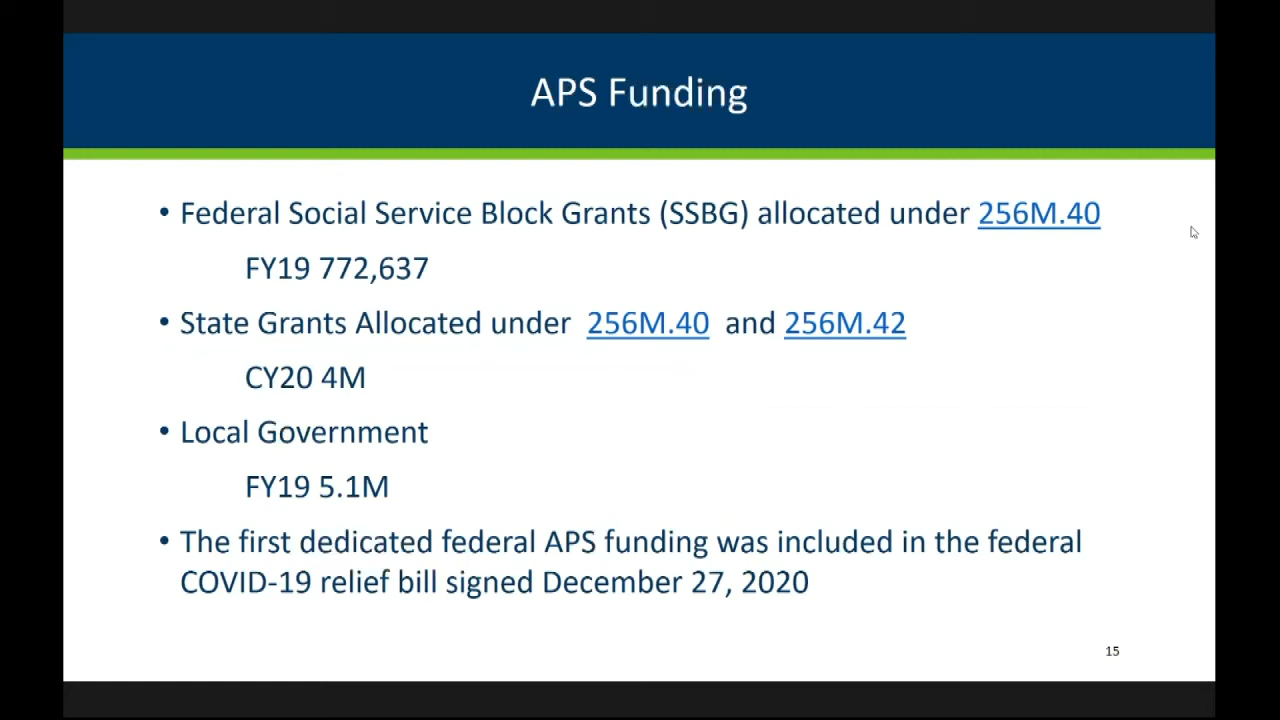 APS Funding
• Federal Social Service Block Grants (SSBG) allocated under 256M.40
FY19 772,637
• State Grants Allocated under 256M.40 and 256M.42
CY20 4M
• Local Government
FY19 5.1M
• The first dedicated federal APS funding was included in the federal
COVID-19 relief bill signed December 27, 2020
15